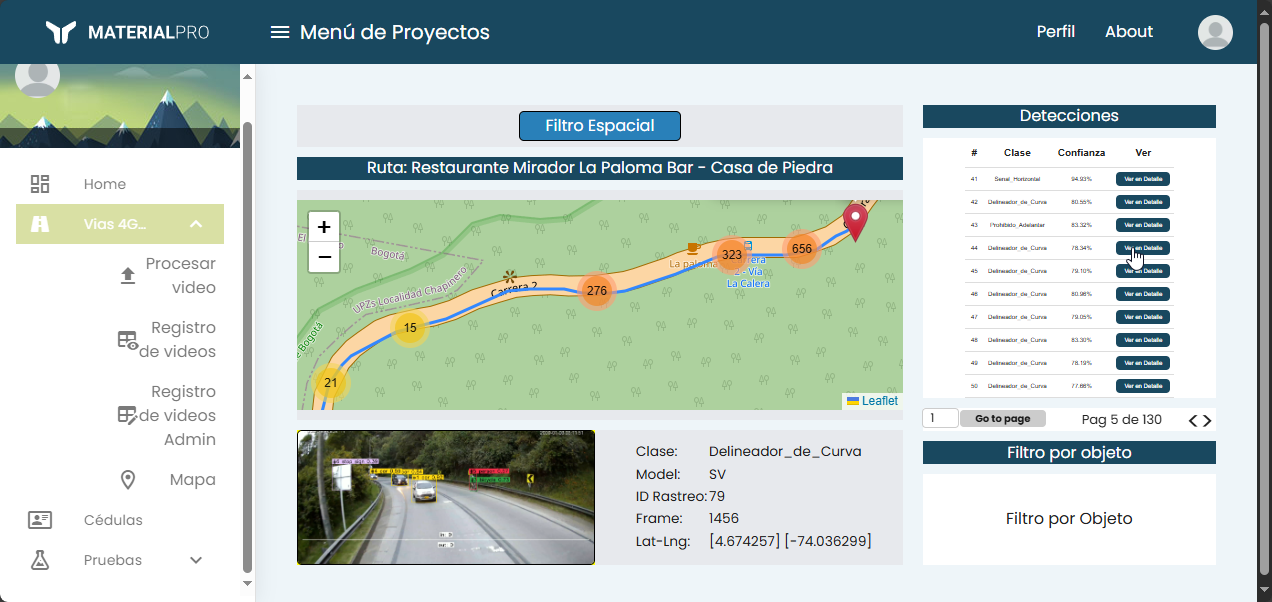 MATERIALPRO
Menú de Proyectos
Perfil
About
Home
Vias 4G...
Procesar
video
Registro
de videos
Registro
de videos
Admin
Mapa
Cédulas
Pruebas
Filtro Espacial
Ruta: Restaurante Mirador La Paloma Bar - Casa de Piedra
+
−
Bogotá
UPZs Localidad Chapinero
e Bogotá
Carrera 2
La paloma
2 - Vía
La Calera
21
15
276
323
656
Leaflet
Clase: Delineador_de_Curva
Model: SV
ID Rastreo: 79
Frame: 1456
Lat-Lng: [4.674257] [-74.036299]
Detecciones
# Clase Confianza Ver
41 Senal_Horizontal 94.93% Ver en Detalle
42 Delineador_de_Curva 80.55% Ver en Detalle
43 Prohibido_Adelantar 83.32% Ver en Detalle
44 Delineador_de_Curva 78.34% Ver en Detalle
45 Delineador_de_Curva 79.10% Ver en Detalle
46 Delineador_de_Curva 80.98% Ver en Detalle
47 Delineador_de_Curva 79.05% Ver en Detalle
48 Delineador_de_Curva 83.30% Ver en Detalle
49 Delineador_de_Curva 78.19% Ver en Detalle
50 Delineador_de_Curva 77.66% Ver en Detalle
1 Go to page Pag 5 de 130 < >
Filtro por objeto
Filtro por Objeto